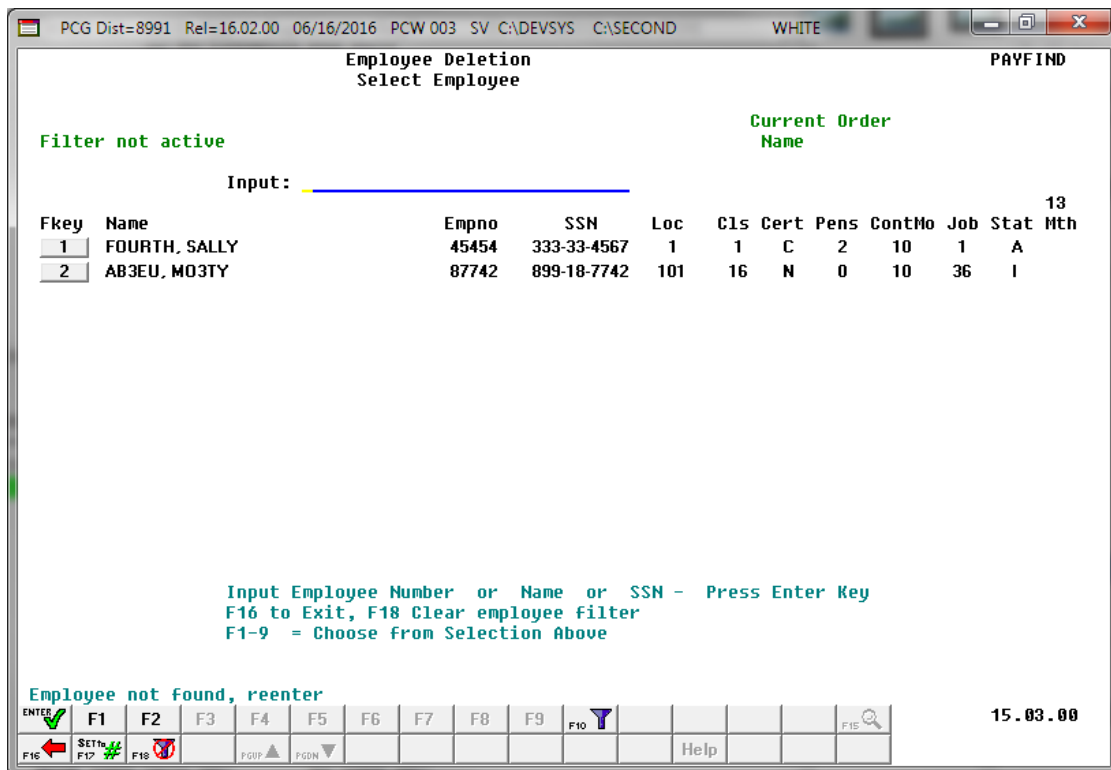 PCG Dist=8991 Rel=16.02.00 06/16/2016 PCW 003 SV C:\DEVSYS C:\SECOND WHITE
Employee Deletion PAYFIND
Select Employee
Current Order
Filter not active Name
Input:
13
Fkey Name Empno SSN Loc Cls Cert Pens ContMo Job Stat Mth
1 FOURTH, SALLY 45454 333-33-4567 1 1 C 2 10 1 A
2 AB3EU, MO3TY 87742 899-18-7742 101 16 N 0 10 36 I
Input Employee Number or Name or SSN - Press Enter Key
F16 to Exit, F18 Clear employee filter
F1-9 = Choose from Selection Above
Employee not found, reenter
ENTER F1 F2 F3 F4 F5 F6 F7 F8 F9 F10 F15 15.03.00
F16 SETto F17 F18 PGUP PGDN Help